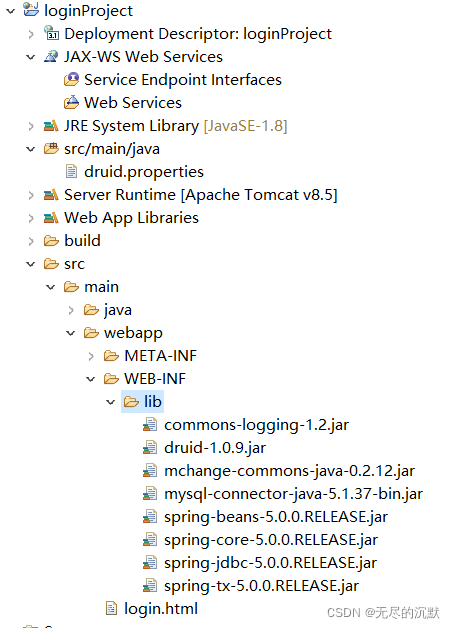 loginProject
Deployment Descriptor: loginProject
JAX-WS Web Services
Service Endpoint Interfaces
Web Services
JRE System Library [JavaSE-1.8]
src/main/java
druid.properties
Server Runtime [Apache Tomcat v8.5]
Web App Libraries
build
src
main
java
webapp
META-INF
WEB-INF
lib
commons-logging-1.2.jar
druid-1.0.9.jar
mchange-commons-java-0.2.12.jar
mysql-connector-java-5.1.37-bin.jar
spring-beans-5.0.0.RELEASE.jar
spring-core-5.0.0.RELEASE.jar
spring-jdbc-5.0.0.RELEASE.jar
spring-tx-5.0.0.RELEASE.jar
login.html
CSDN @无尽的沉默